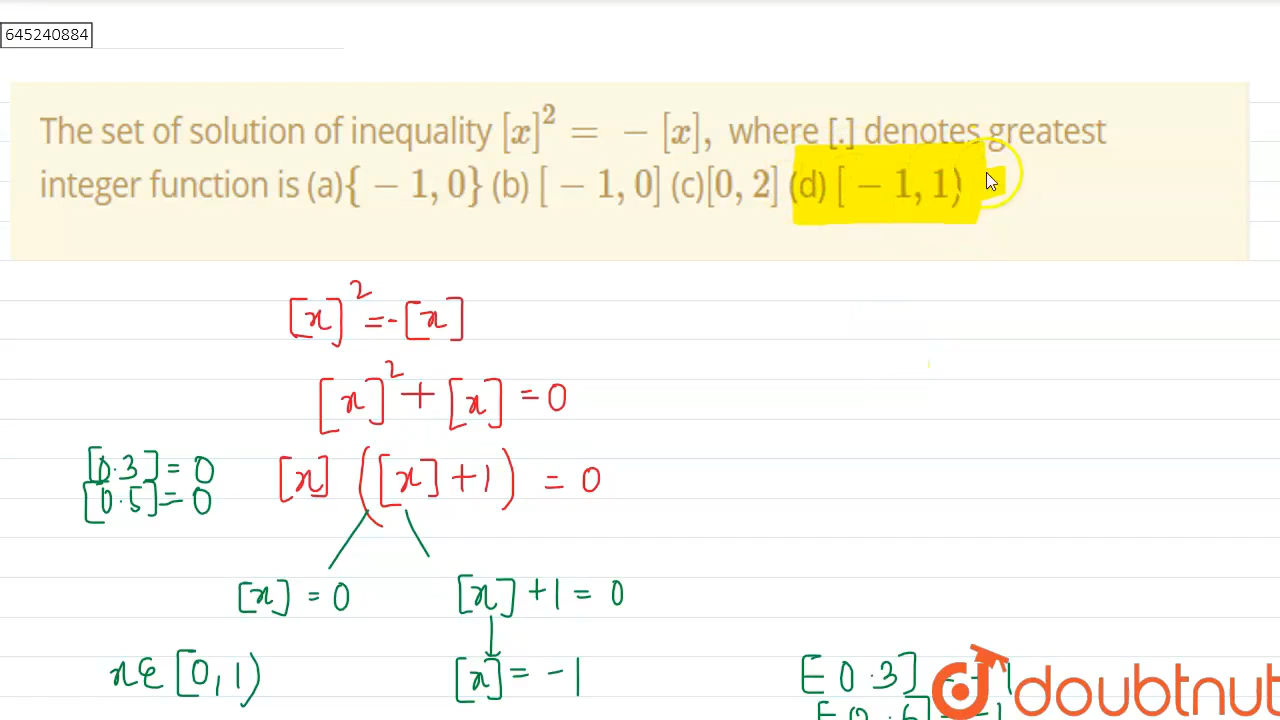 645240884
The set of solution of inequality [x]² = − [x], where [.] denotes greatest
integer function is (a){ − 1, 0} (b) [ − 1, 0] (c)[0, 2] (d) [ − 1, 1)
[x]² = -[x]
[x]² + [x] = 0
[0.3] = 0
[0.5] = 0
[x] ([x] + 1) = 0
[x] = 0 [x] + 1 = 0
x∈ [0, 1) [x] = -1
doubtnut